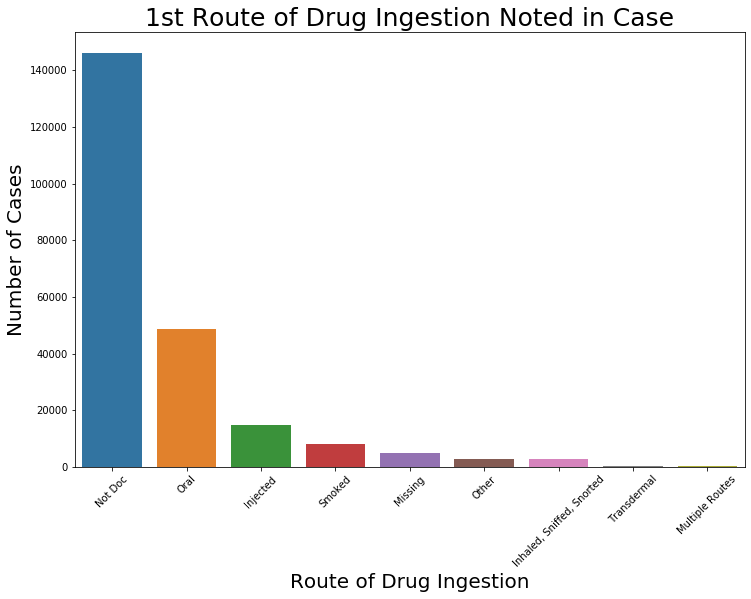 1st Route of Drug Ingestion Noted in Case
Number of Cases
140000
120000
100000
80000
60000
40000
20000
0
Not Doc
Oral
Injected
Smoked
Missing
Other
Inhaled, Sniffed, Snorted
Transdermal
Multiple Routes
Route of Drug Ingestion